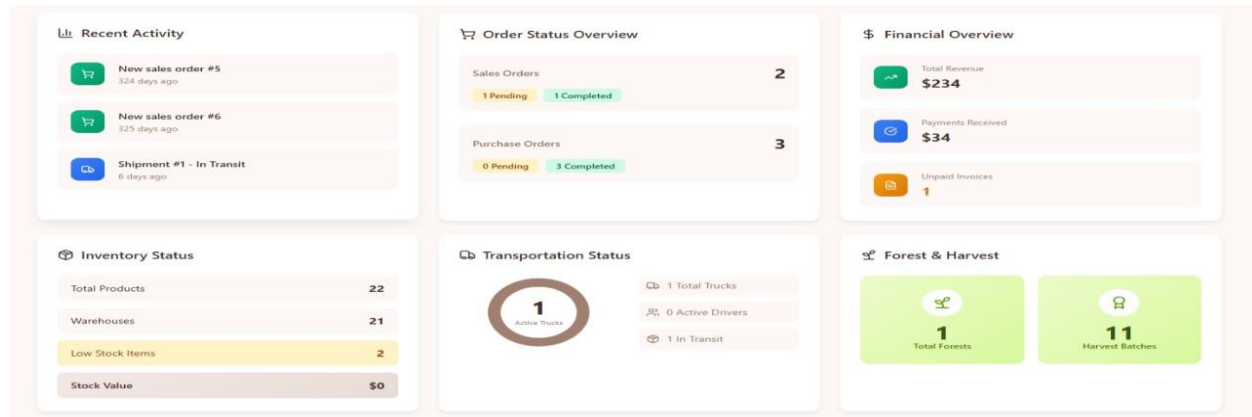 Recent Activity
New sales order #5
324 days ago
New sales order #6
325 days ago
Shipment #1 - In Transit
6 days ago
Order Status Overview
Sales Orders
2
1 Pending
1 Completed
Purchase Orders
3
0 Pending
3 Completed
$ Financial Overview
Total Revenue
$234
Payments Received
$34
Unpaid Invoices
1
Inventory Status
Total Products
22
Warehouses
21
Low Stock Items
2
Stock Value
$0
Transportation Status
1
Active Trucks
1 Total Trucks
0 Active Drivers
1 In Transit
Forest & Harvest
1
Total Forests
11
Harvest Batches